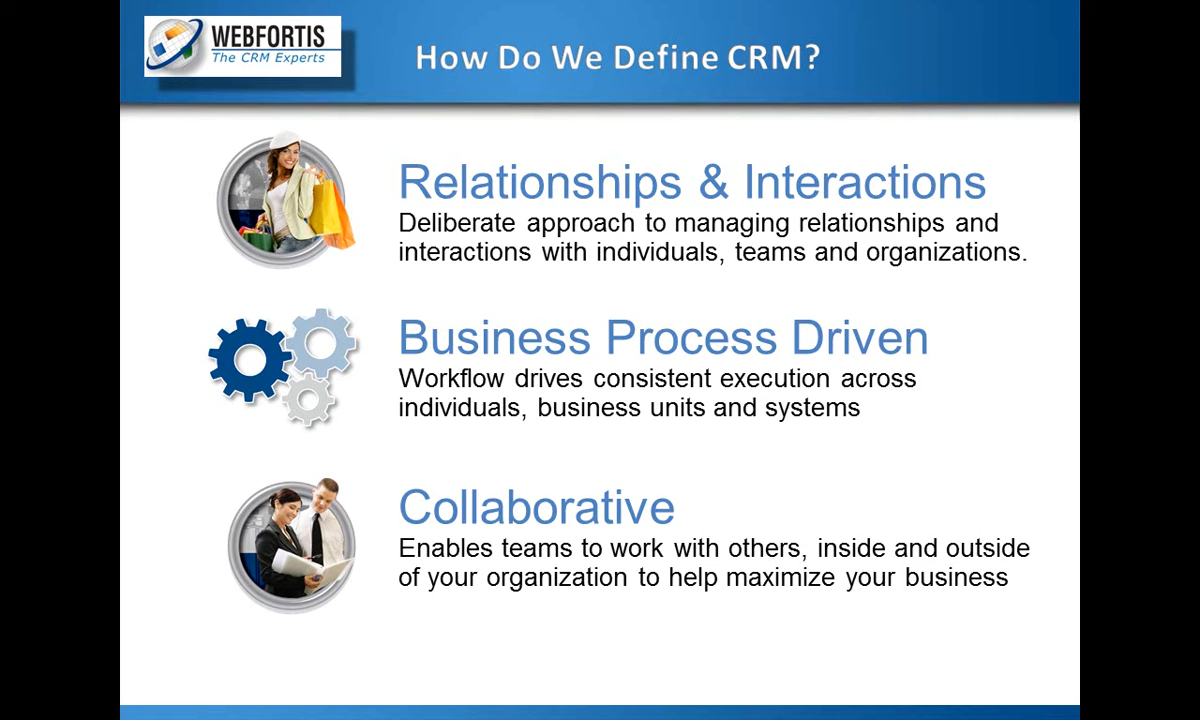 WEBFORTIS
The CRM Experts
How Do We Define CRM?
Relationships & Interactions
Deliberate approach to managing relationships and
interactions with individuals, teams and organizations.
Business Process Driven
Workflow drives consistent execution across
individuals, business units and systems
Collaborative
Enables teams to work with others, inside and outside
of your organization to help maximize your business